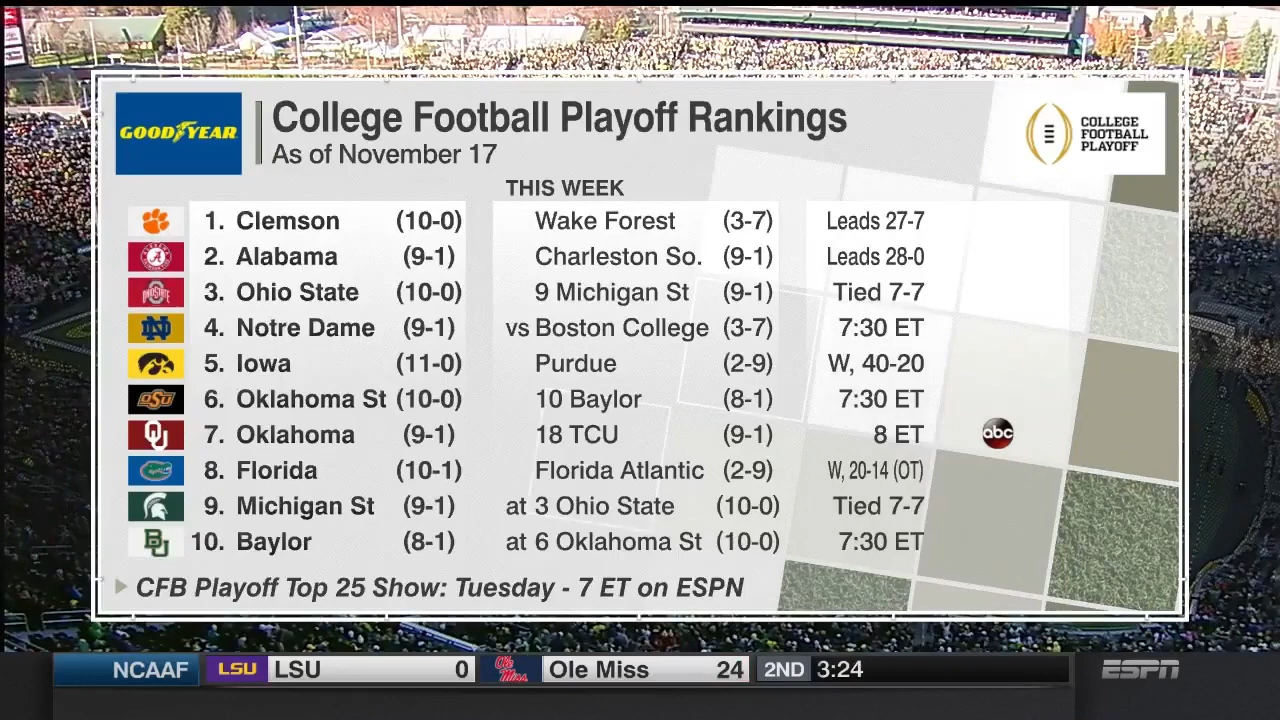 GOODYEAR
College Football Playoff Rankings
As of November 17
COLLEGE
FOOTBALL
PLAYOFF
THIS WEEK
1. Clemson (10-0) Wake Forest (3-7) Leads 27-7
2. Alabama (9-1) Charleston So. (9-1) Leads 28-0
3. Ohio State (10-0) 9 Michigan St (9-1) Tied 7-7
4. Notre Dame (9-1) vs Boston College (3-7) 7:30 ET
5. Iowa (11-0) Purdue (2-9) W, 40-20
6. Oklahoma St (10-0) 10 Baylor (8-1) 7:30 ET
7. Oklahoma (9-1) 18 TCU (9-1) 8 ET abc
8. Florida (10-1) Florida Atlantic (2-9) W, 20-14 (OT)
9. Michigan St (9-1) at 3 Ohio State (10-0) Tied 7-7
10. Baylor (8-1) at 6 Oklahoma St (10-0) 7:30 ET
CFB Playoff Top 25 Show: Tuesday - 7 ET on ESPN
NCAAF LSU LSU 0 Ole Miss Ole Miss 24 2ND 3:24 ESPN